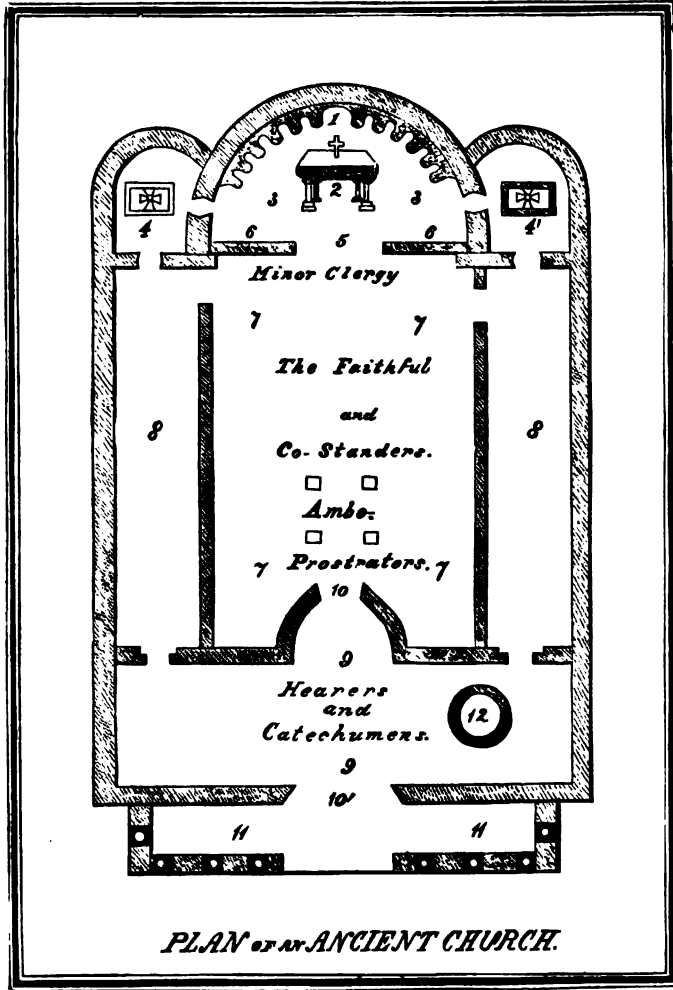 1
2
3 3
4 4'
6 5 6
Minor Clergy
7 7
The Faithful
8 and 8
Co-Standers.
Ambo.
7 Prostrators. 7
10
9
Hearers
and
Catechumens.
12
9
10'
11 11
PLAN OF AN ANCIENT CHURCH.